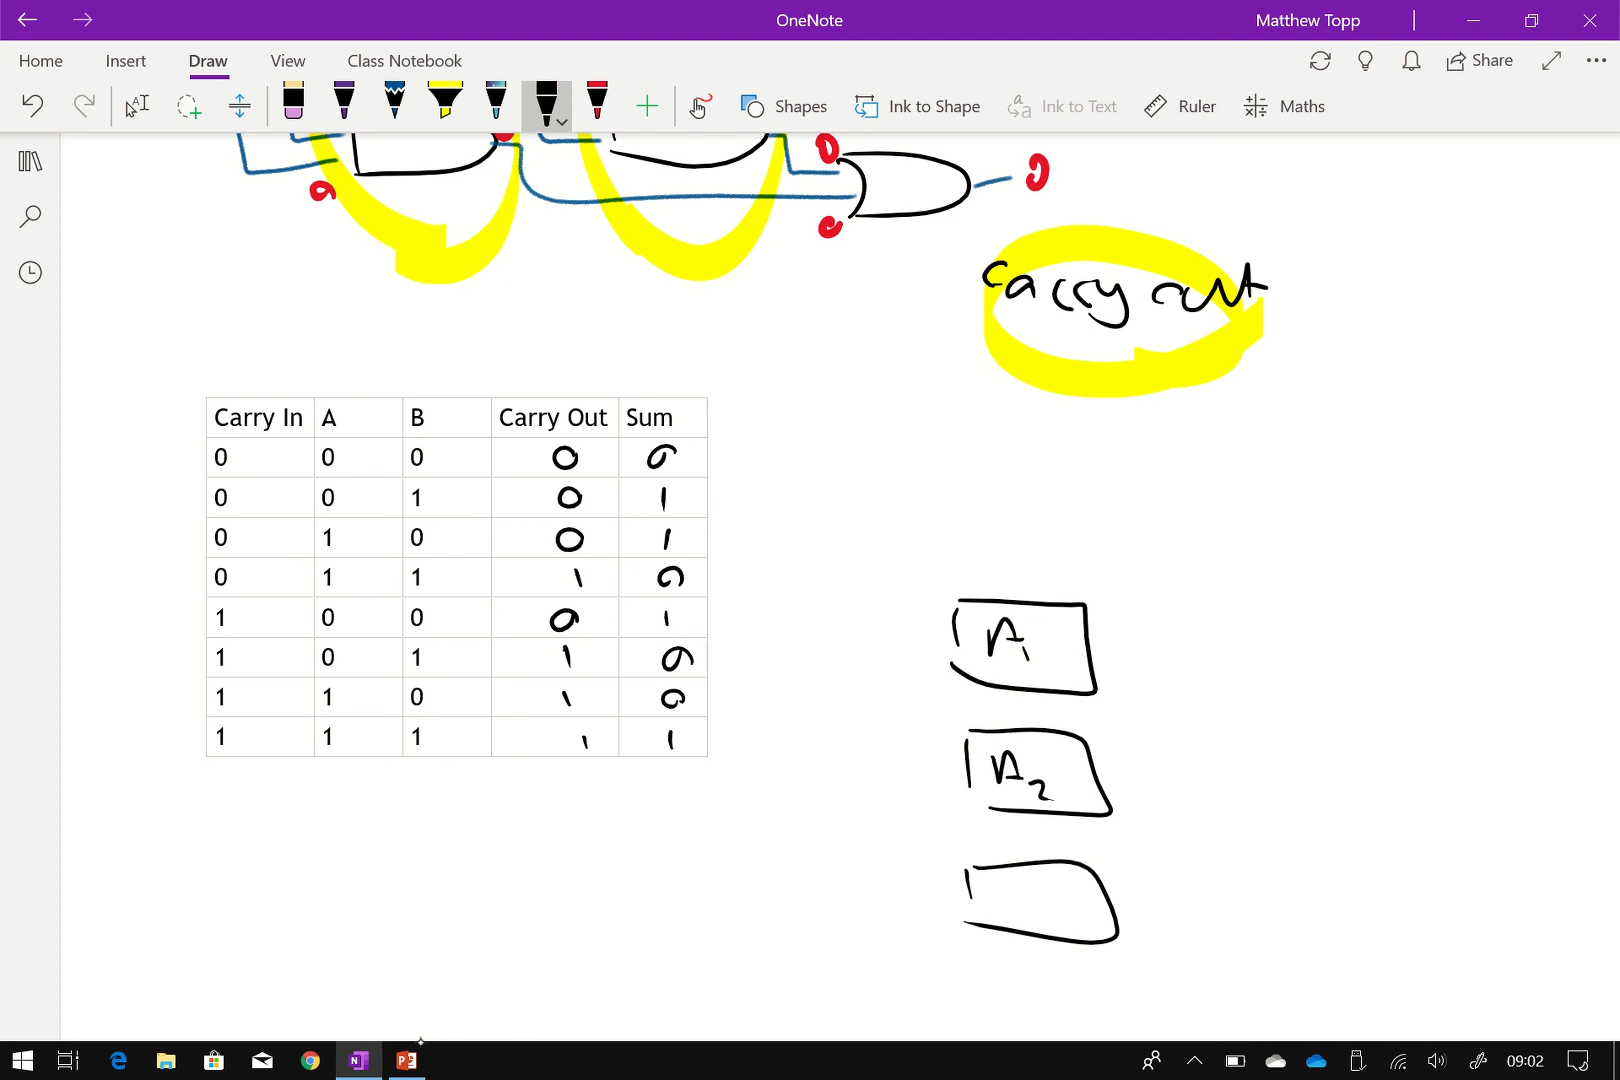 OneNote
Matthew Topp
Home Insert Draw View Class Notebook
Share
Shapes Ink to Shape Ink to Text Ruler Maths
carry out
Carry In A B Carry Out Sum
0 0 0 0 0
0 0 1 0 1
0 1 0 0 1
0 1 1 1 0
1 0 0 0 1
1 0 1 1 0
1 1 0 1 0
1 1 1 1 1
A1
A2
09:02